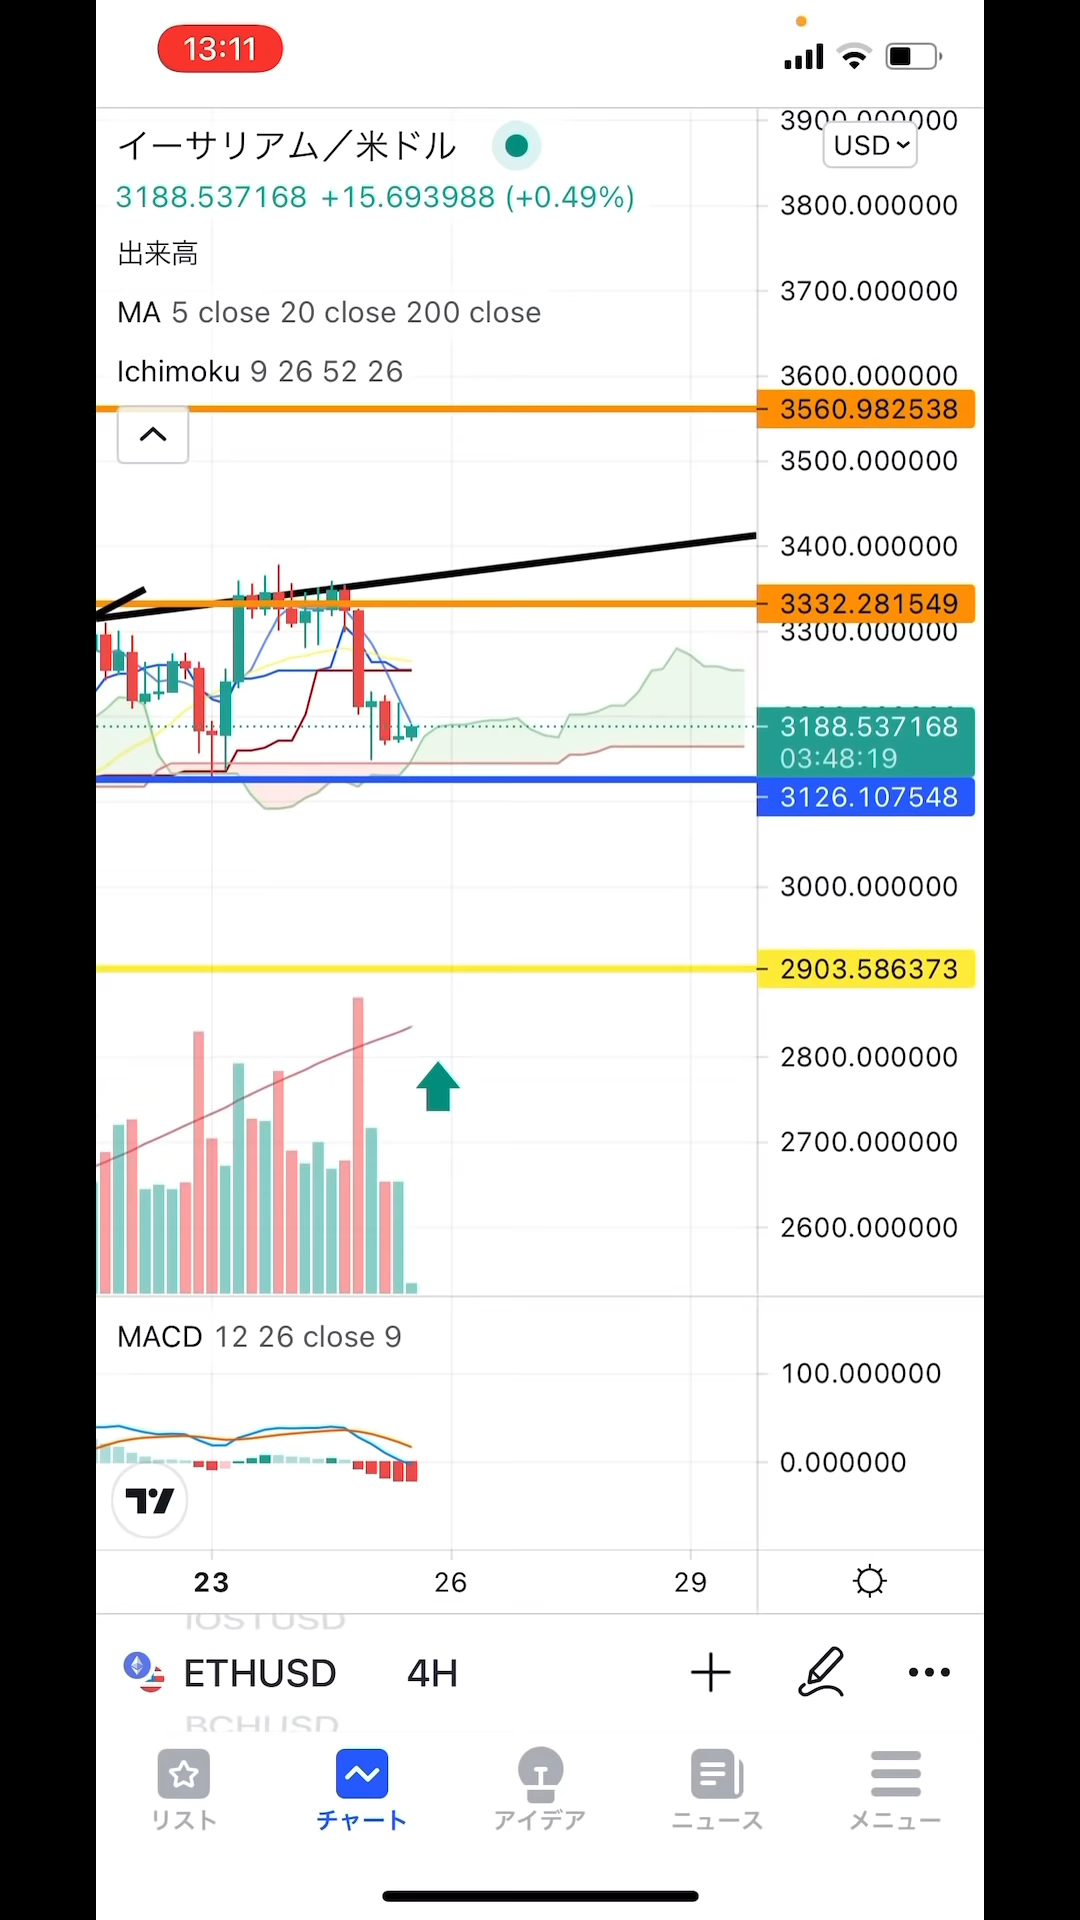 13:11
イーサリアム／米ドル
USD
3188.537168 +15.693988 (+0.49%)
出来高
MA 5 close 20 close 200 close
Ichimoku 9 26 52 26
3800.000000
3700.000000
3600.000000
3560.982538
3500.000000
3400.000000
3332.281549
3300.000000
3188.537168
03:48:19
3126.107548
3000.000000
2903.586373
2800.000000
2700.000000
2600.000000
MACD 12 26 close 9
100.000000
0.000000
23 26 29
IOSTUSD
ETHUSD 4H
BCHUSD
リスト チャート アイデア ニュース メニュー